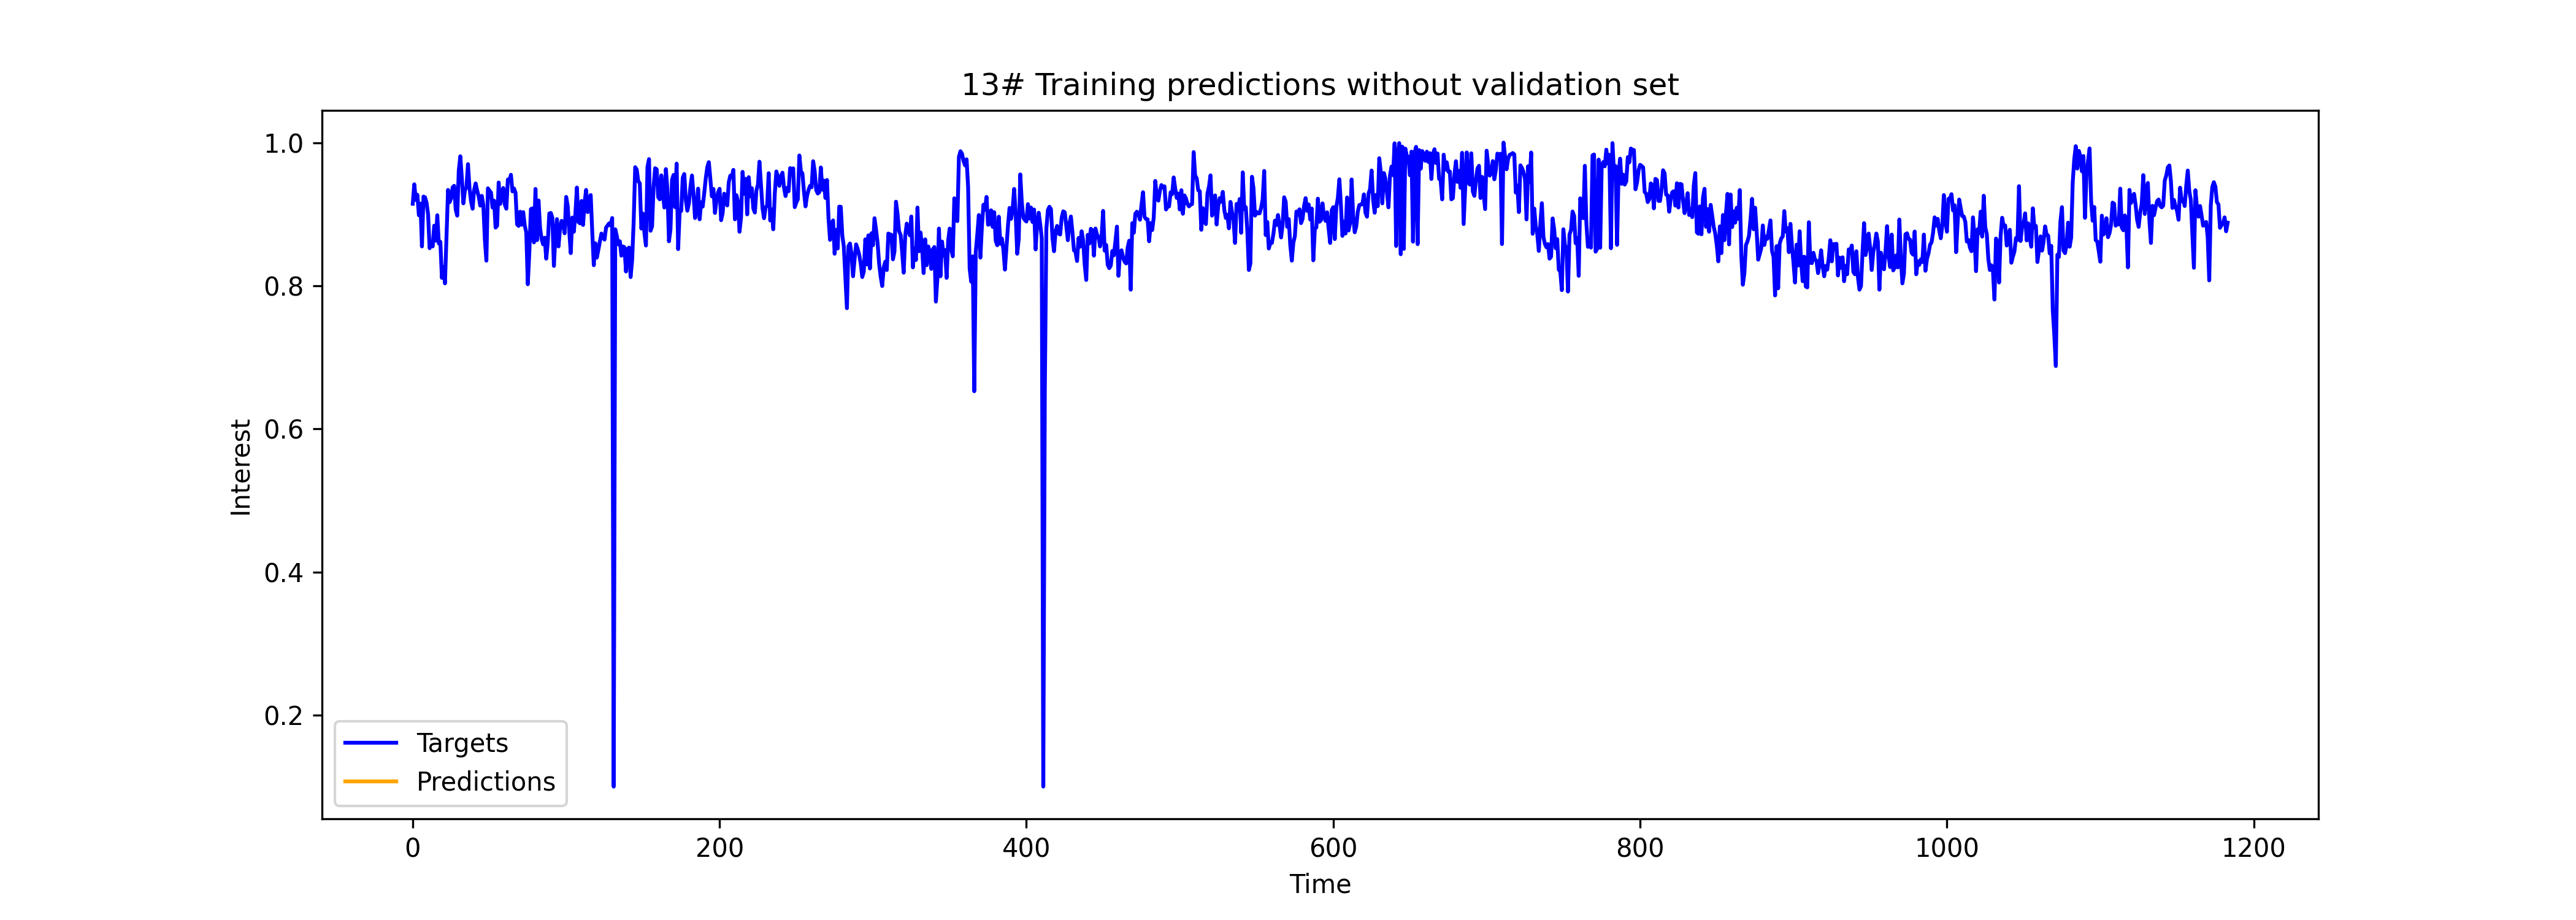 13# Training predictions without validation set
1.0
0.8
0.6
0.4
0.2
Interest
Targets
Predictions
0 200 400 600 800 1000 1200
Time